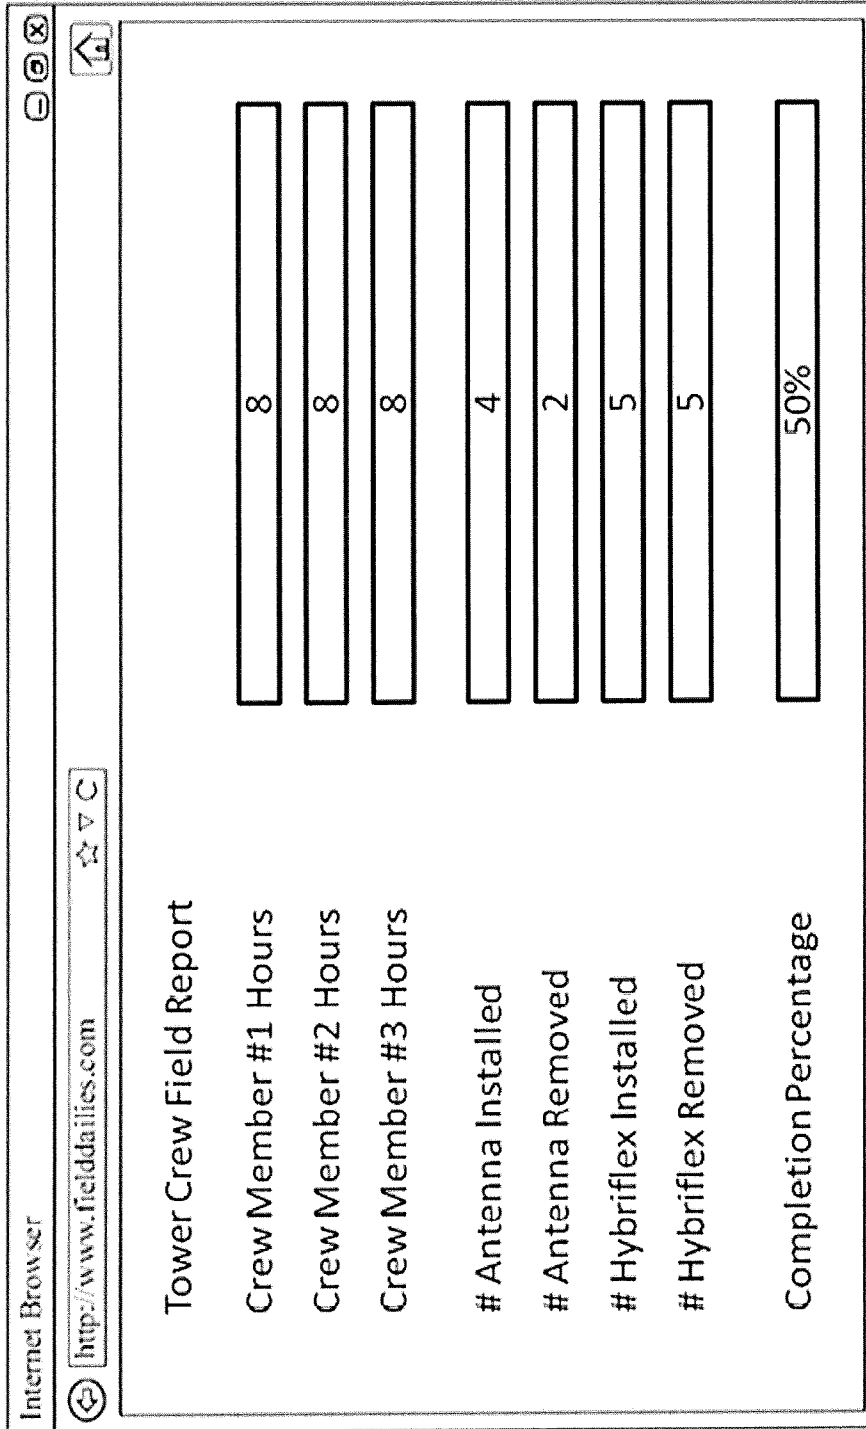 Internet Browser
http://www.fielddailies.com
Tower Crew Field Report
Crew Member #1 Hours 8
Crew Member #2 Hours 8
Crew Member #3 Hours 8
# Antenna Installed 4
# Antenna Removed 2
# Hybriflex Installed 5
# Hybriflex Removed 5
Completion Percentage 50%